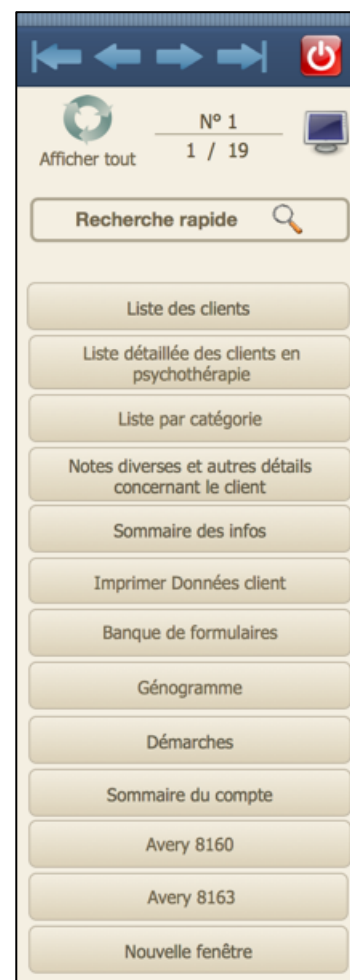 N° 1
Afficher tout
1 / 19
Recherche rapide
Liste des clients
Liste détaillée des clients en
psychothérapie
Liste par catégorie
Notes diverses et autres détails
concernant le client
Sommaire des infos
Imprimer Données client
Banque de formulaires
Génogramme
Démarches
Sommaire du compte
Avery 8160
Avery 8163
Nouvelle fenêtre